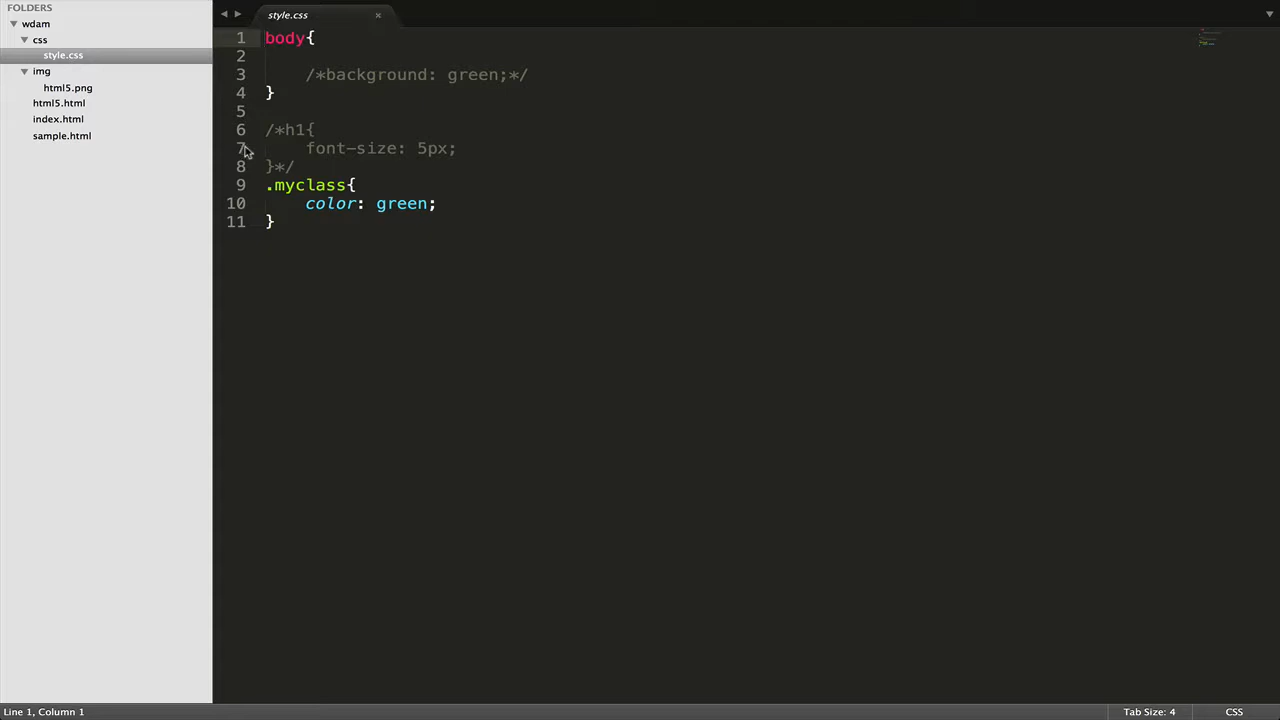 FOLDERS
wdam
css
style.css
img
html5.png
html5.html
index.html
sample.html
style.css ×
1 body{
2
3 /*background: green;*/
4 }
5
6 /*h1{
7 font-size: 5px;
8 }*/
9 .myclass{
10 color: green;
11 }
Line 1, Column 1
Tab Size: 4
CSS